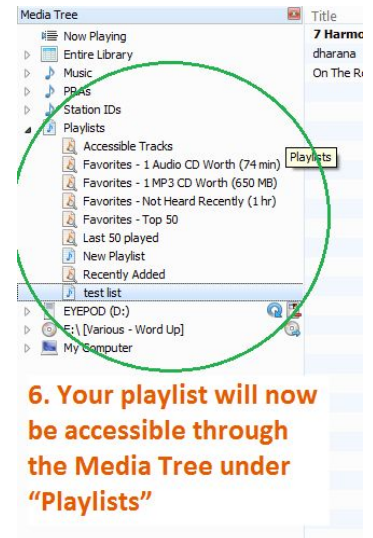 Media Tree
Title
Now Playing
7 Harmo
Entire Library
dharana
Music
On The Re
PSAs
Station IDs
Playlists
Accessible Tracks
Playlists
Favorites - 1 Audio CD Worth (74 min)
Favorites - 1 MP3 CD Worth (650 MB)
Favorites - Not Heard Recently (1 hr)
Favorites - Top 50
Last 50 played
New Playlist
Recently Added
test list
EYEPOD (D:)
E:\ [Various - Word Up]
My Computer
6. Your playlist will now
be accessible through
the Media Tree under
“Playlists”